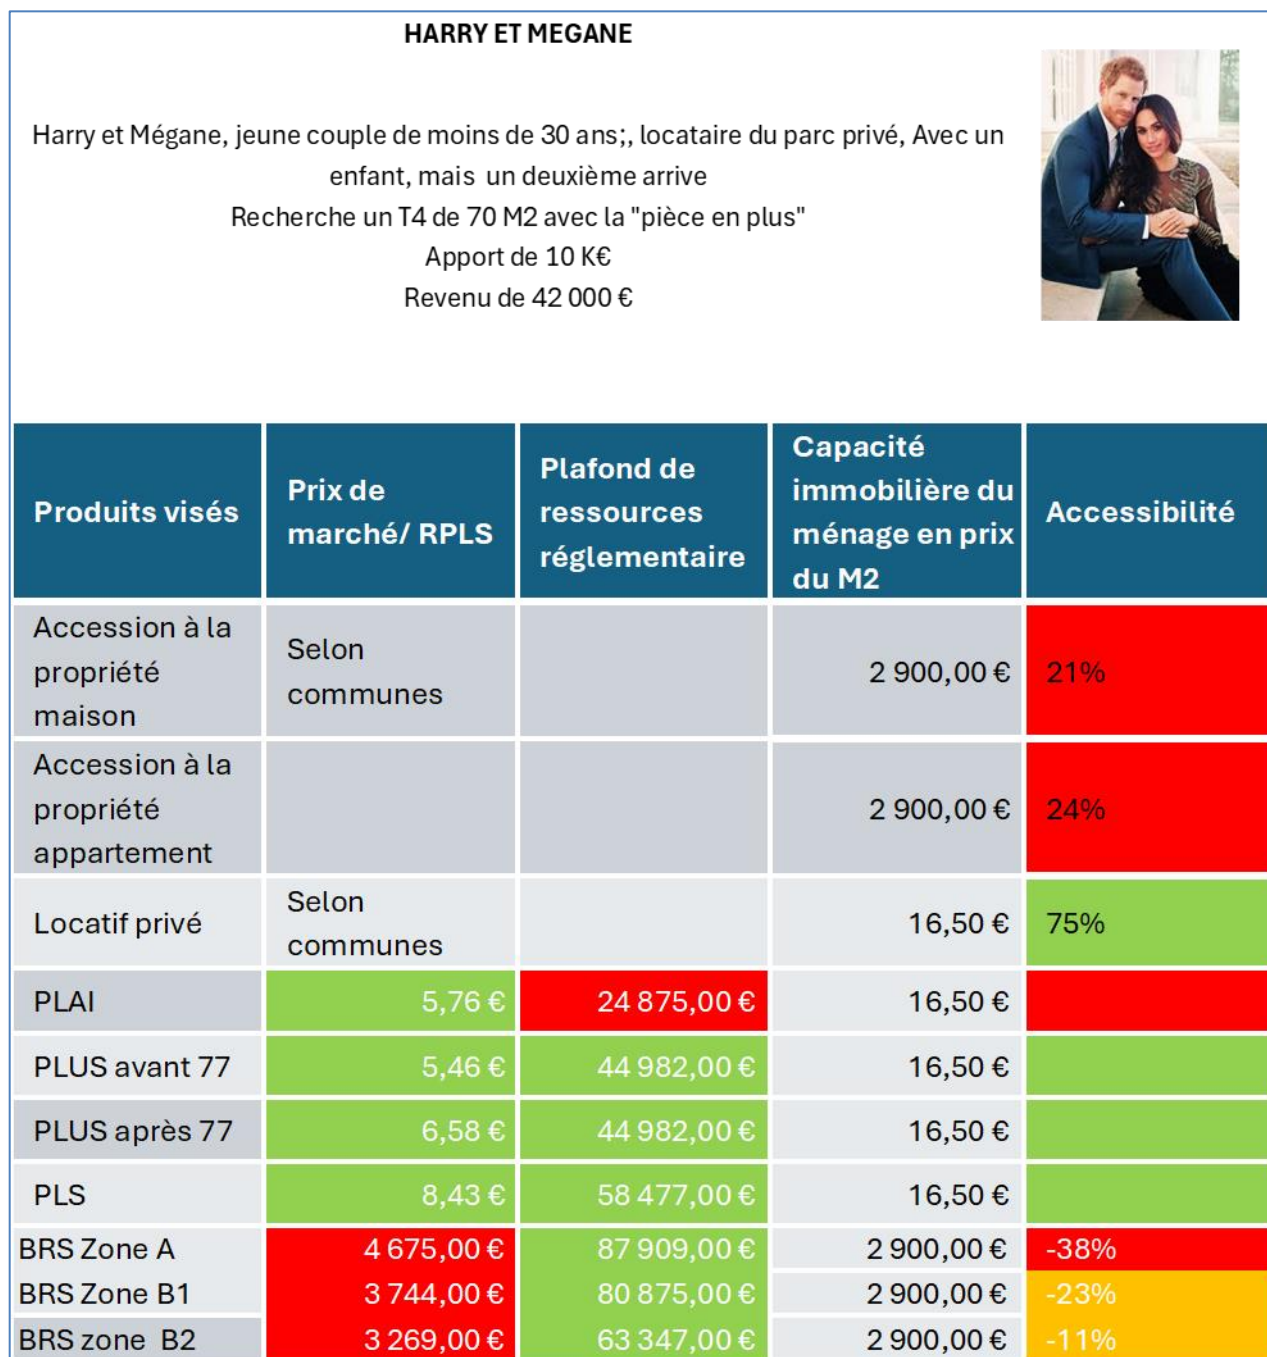 HARRY ET MEGANE
Harry et Mégane, jeune couple de moins de 30 ans;, locataire du parc privé, Avec un
enfant, mais un deuxième arrive
Recherche un T4 de 70 M2 avec la "pièce en plus"
Apport de 10 K€
Revenu de 42 000 €
Produits visés
Prix de
marché/ RPLS
Plafond de
ressources
réglementaire
Capacité
immobilière du
ménage en prix
du M2
Accessibilité
Accession à la
propriété
maison
Selon
communes
2 900,00 €
21%
Accession à la
propriété
appartement
2 900,00 €
24%
Locatif privé
Selon
communes
16,50 €
75%
PLAI
5,76 €
24 875,00 €
16,50 €
PLUS avant 77
5,46 €
44 982,00 €
16,50 €
PLUS après 77
6,58 €
44 982,00 €
16,50 €
PLS
8,43 €
58 477,00 €
16,50 €
BRS Zone A
4 675,00 €
87 909,00 €
2 900,00 €
-38%
BRS Zone B1
3 744,00 €
80 875,00 €
2 900,00 €
-23%
BRS zone B2
3 269,00 €
63 347,00 €
2 900,00 €
-11%